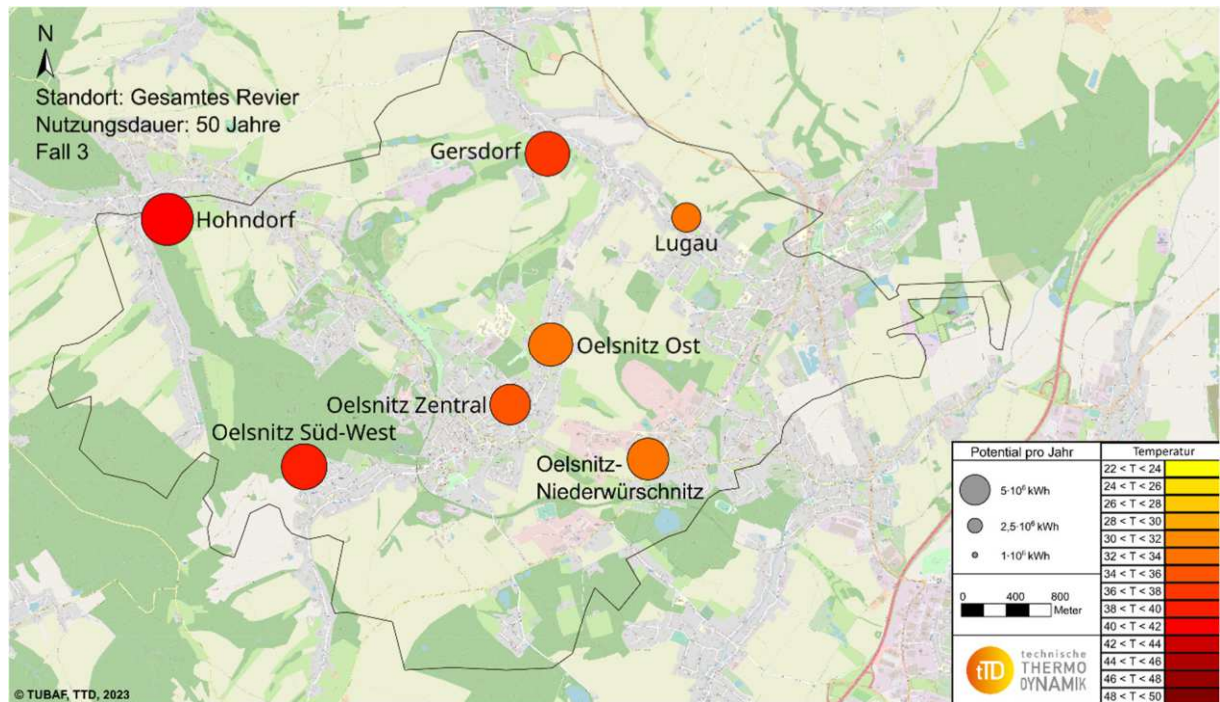 N
Standort: Gesamtes Revier
Nutzungsdauer: 50 Jahre
Fall 3
Gersdorf
Hohndorf
Lugau
Oelsnitz Ost
Oelsnitz Zentral
Oelsnitz Süd-West
Oelsnitz-
Niederwürschnitz
Potential pro Jahr
5·10⁶ kWh
2,5·10⁶ kWh
1·10⁶ kWh
0 400 800
Meter
technische
THERMO
DYNAMIK
tTD
Temperatur
22 < T < 24
24 < T < 26
26 < T < 28
28 < T < 30
30 < T < 32
32 < T < 34
34 < T < 36
36 < T < 38
38 < T < 40
40 < T < 42
42 < T < 44
44 < T < 46
46 < T < 48
48 < T < 50
© TUBAF, TTD, 2023